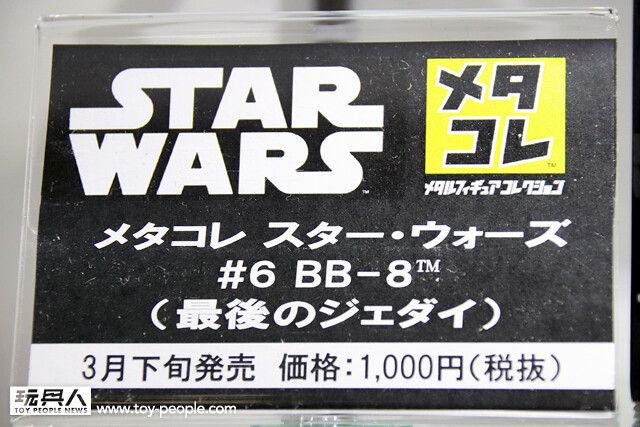 STAR
WARS™
メタ
コレ™
メタルフィギュアコレクション
メタコレ スター・ウォーズ
#6 BB-8™
(最後のジェダイ)
3月下旬発売 価格:1,000円(税抜)
玩具人
TOY PEOPLE NEWS
www.toy-people.com